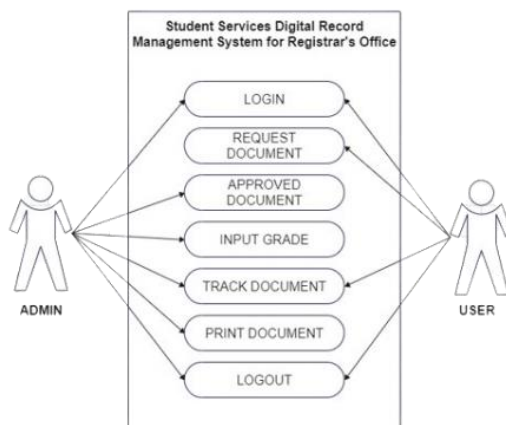 Student Services Digital Record
Management System for Registrar's Office
LOGIN
REQUEST
DOCUMENT
APPROVED
DOCUMENT
INPUT GRADE
TRACK DOCUMENT
PRINT DOCUMENT
LOGOUT
ADMIN
USER